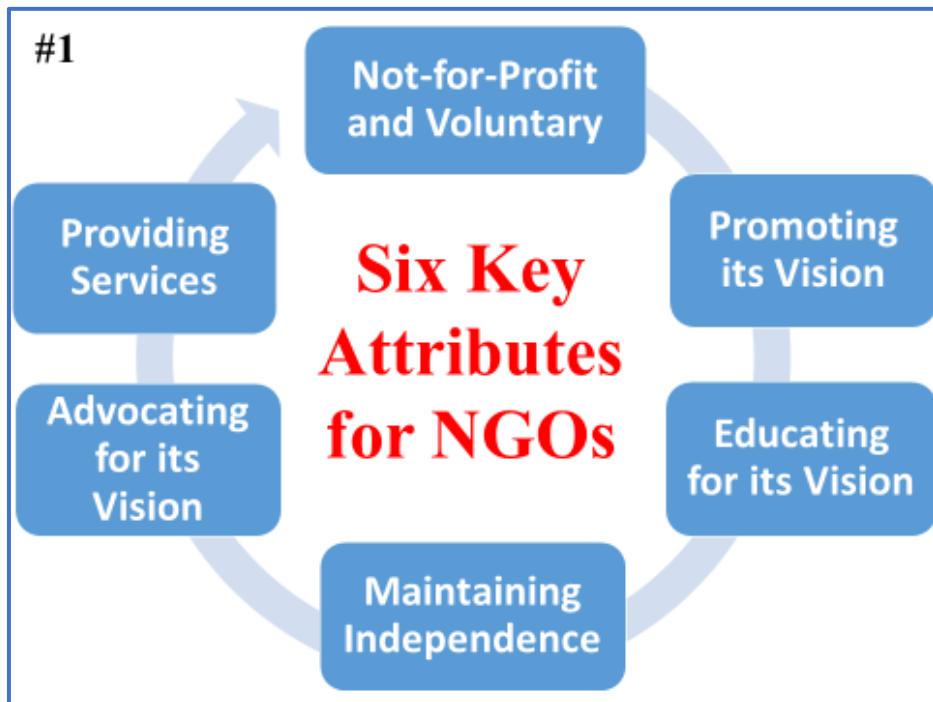 #1
Not-for-Profit
and Voluntary
Promoting
its Vision
Educating
for its Vision
Maintaining
Independence
Advocating
for its
Vision
Providing
Services
Six Key
Attributes
for NGOs